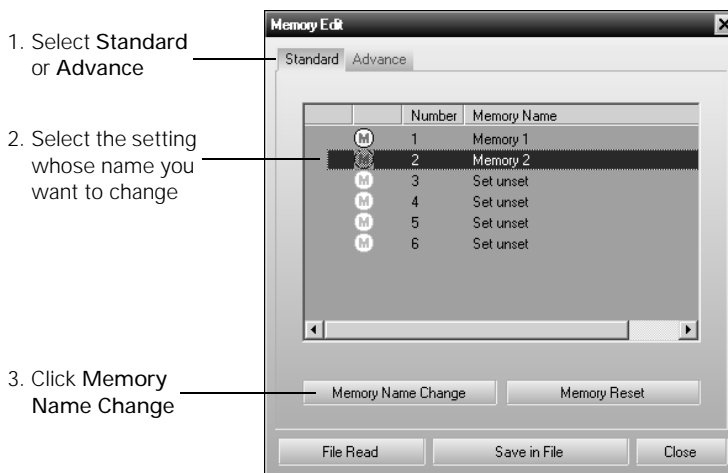 1. Select Standard
or Advance
2. Select the setting
whose name you
want to change
3. Click Memory
Name Change
Memory Edit
Standard Advance
Number Memory Name
M 1 Memory 1
M 2 Memory 2
M 3 Set unset
M 4 Set unset
M 5 Set unset
M 6 Set unset
Memory Name Change Memory Reset
File Read Save in File Close